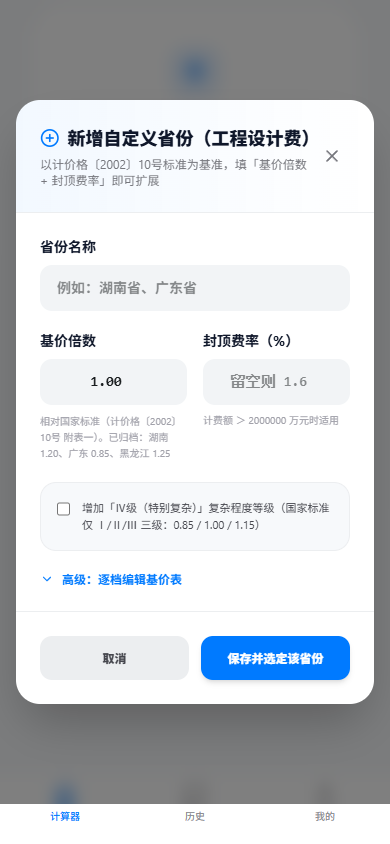 新增自定义省份（工程设计费）
以计价格〔2002〕10号标准为基准，填「基价倍数
+ 封顶费率」即可扩展
省份名称
例如：湖南省、广东省
基价倍数
封顶费率（%）
1.00
留空则 1.6
相对国家标准（计价格〔2002〕
10号 附表一）。已归档：湖南
1.20、广东 0.85、黑龙江 1.25
计费额 ＞ 2000000 万元时适用
增加「Ⅳ级（特别复杂）」复杂程度等级（国家标准
仅 Ⅰ/Ⅱ/Ⅲ 三级：0.85 / 1.00 / 1.15）
高级：逐档编辑基价表
取消
保存并选定该省份
计算器
历史
我的